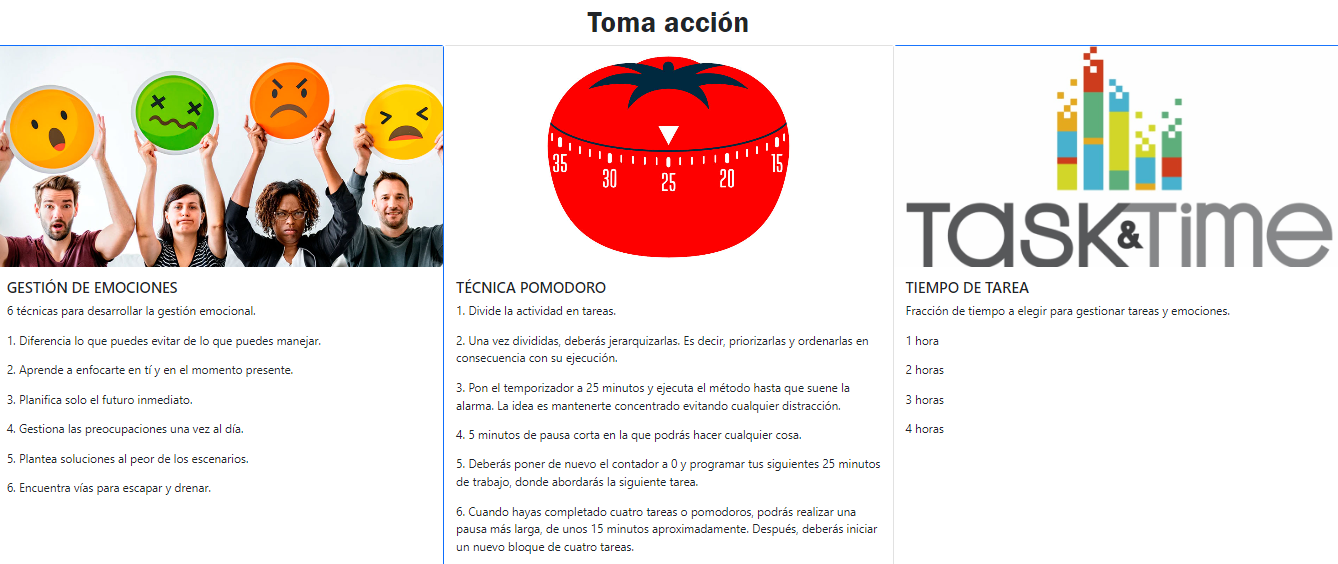 Toma acción
GESTIÓN DE EMOCIONES
6 técnicas para desarrollar la gestión emocional.
1. Diferencia lo que puedes evitar de lo que puedes manejar.
2. Aprende a enfocarte en tí y en el momento presente.
3. Planifica solo el futuro inmediato.
4. Gestiona las preocupaciones una vez al día.
5. Plantea soluciones al peor de los escenarios.
6. Encuentra vías para escapar y drenar.
35 30 25 20 15
TÉCNICA POMODORO
1. Divide la actividad en tareas.
2. Una vez divididas, deberás jerarquizarlas. Es decir, priorizarlas y ordenarlas en
consecuencia con su ejecución.
3. Pon el temporizador a 25 minutos y ejecuta el método hasta que suene la
alarma. La idea es mantenerte concentrado evitando cualquier distracción.
4. 5 minutos de pausa corta en la que podrás hacer cualquier cosa.
5. Deberás poner de nuevo el contador a 0 y programar tus siguientes 25 minutos
de trabajo, donde abordarás la siguiente tarea.
6. Cuando hayas completado cuatro tareas o pomodoros, podrás realizar una
pausa más larga, de unos 15 minutos aproximadamente. Después, deberás iniciar
un nuevo bloque de cuatro tareas.
Task&Time
TIEMPO DE TAREA
Fracción de tiempo a elegir para gestionar tareas y emociones.
1 hora
2 horas
3 horas
4 horas